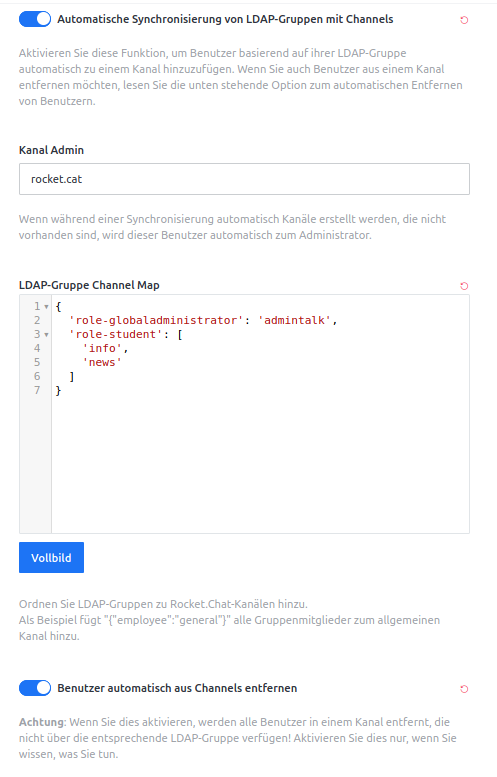 Automatische Synchronisierung von LDAP-Gruppen mit Channels
Aktivieren Sie diese Funktion, um Benutzer basierend auf ihrer LDAP-Gruppe
automatisch zu einem Kanal hinzuzufügen. Wenn Sie auch Benutzer aus einem Kanal
entfernen möchten, lesen Sie die unten stehende Option zum automatischen Entfernen
von Benutzern.
Kanal Admin
rocket.cat
Wenn während einer Synchronisierung automatisch Kanäle erstellt werden, die nicht
vorhanden sind, wird dieser Benutzer automatisch zum Administrator.
LDAP-Gruppe Channel Map
1 {
2   'role-globaladministrator': 'admintalk',
3   'role-student': [
4     'info',
5     'news'
6   ]
7 }
Vollbild
Ordnen Sie LDAP-Gruppen zu Rocket.Chat-Kanälen hinzu.
Als Beispiel fügt "{"employee":"general"}" alle Gruppenmitglieder zum allgemeinen
Kanal hinzu.
Benutzer automatisch aus Channels entfernen
Achtung: Wenn Sie dies aktivieren, werden alle Benutzer in einem Kanal entfernt, die
nicht über die entsprechende LDAP-Gruppe verfügen! Aktivieren Sie dies nur, wenn Sie
wissen, was Sie tun.